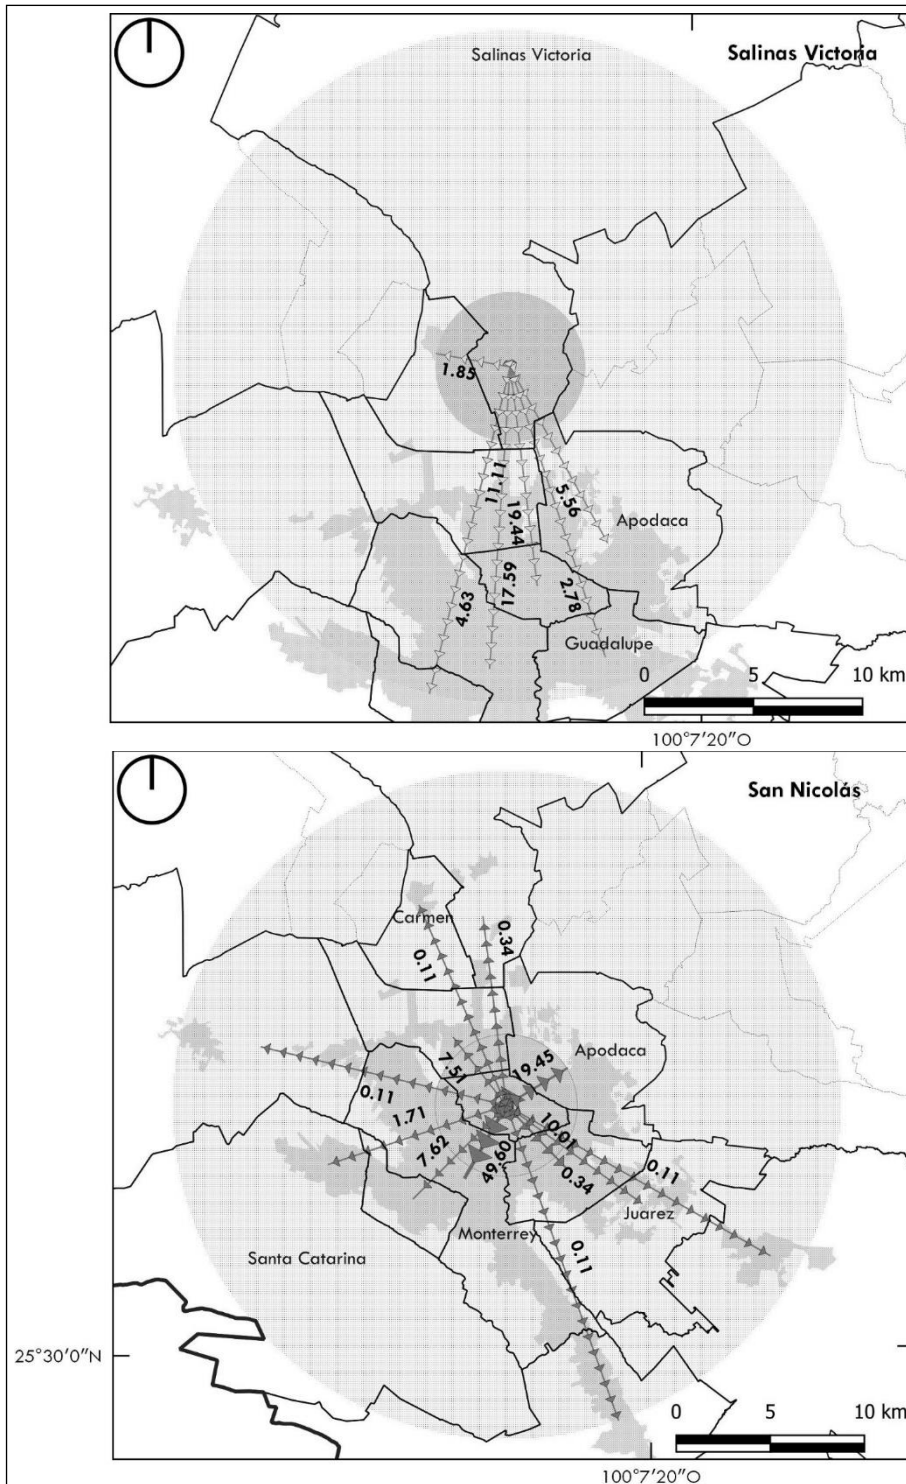 Salinas Victoria
Salinas Victoria
1.85
11.11
19.44
5.56
Apodaca
4.63
17.59
2.78
Guadalupe
0 5 10 km
100°7'20"O
San Nicolás
Carmen
0.34
0.11
Apodaca
7.51
19.45
0.11
1.71
10.01
7.62
49.60
0.34
0.11
Juarez
Monterrey
Santa Catarina
0.11
25°30'0"N
0 5 10 km
100°7'20"O